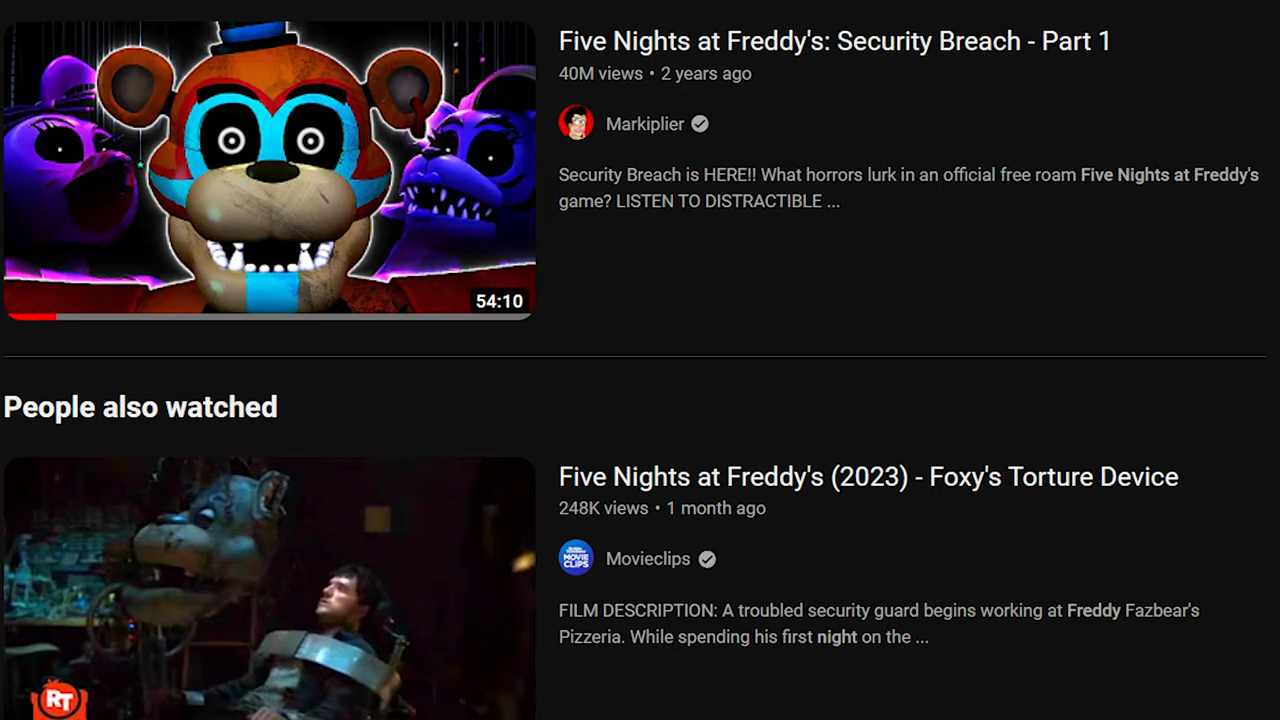 Five Nights at Freddy's: Security Breach - Part 1
40M views • 2 years ago
Markiplier
Security Breach is HERE!! What horrors lurk in an official free roam Five Nights at Freddy's
game? LISTEN TO DISTRACTIBLE ...
54:10
People also watched
Five Nights at Freddy's (2023) - Foxy's Torture Device
248K views • 1 month ago
MOVIE
CLIPS
Movieclips
FILM DESCRIPTION: A troubled security guard begins working at Freddy Fazbear's
Pizzeria. While spending his first night on the ...
RT